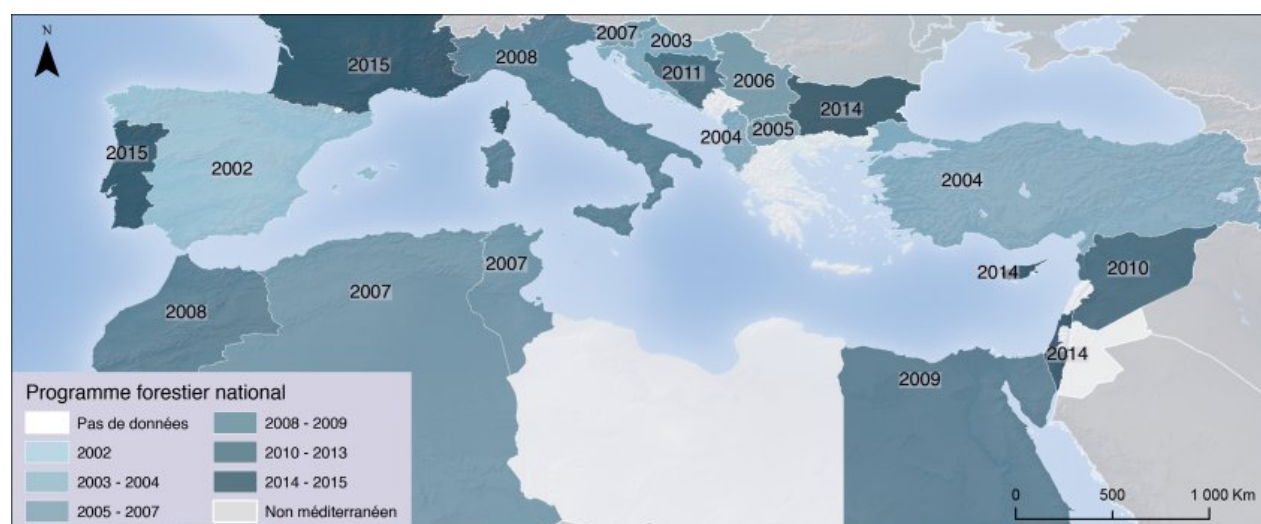 N
2007
2003
2015
2008
2011
2006
2014
2004
2005
2015
2002
2004
2007
2014
2010
2008
2007
2014
2009
Programme forestier national
Pas de données
2002
2003 - 2004
2005 - 2007
2008 - 2009
2010 - 2013
2014 - 2015
Non méditerranéen
0 500 1 000 Km